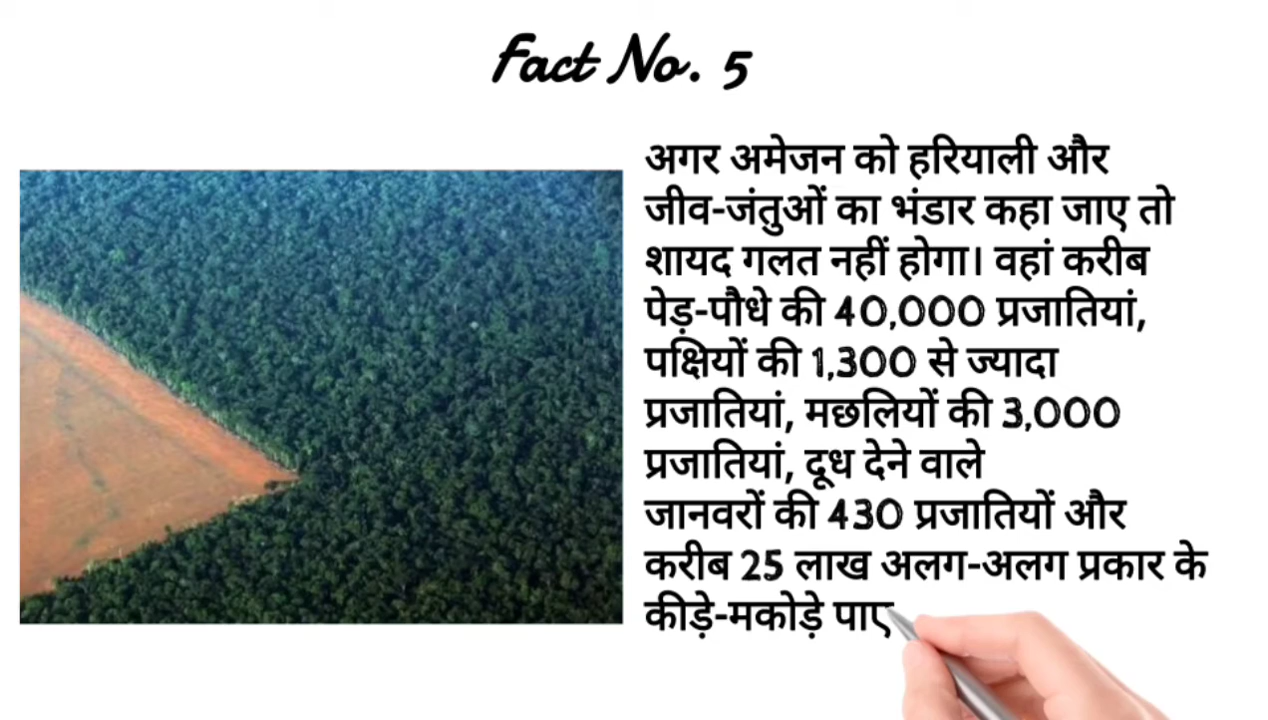 Fact No. 5
अगर अमेजन को हरियाली और
जीव-जंतुओं का भंडार कहा जाए तो
शायद गलत नहीं होगा। वहां करीब
पेड़-पौधे की 40,000 प्रजातियां,
पक्षियों की 1,300 से ज्यादा
प्रजातियां, मछलियों की 3,000
प्रजातियां, दूध देने वाले
जानवरों की 430 प्रजातियों और
करीब 25 लाख अलग-अलग प्रकार के
कीड़े-मकोड़े पाए